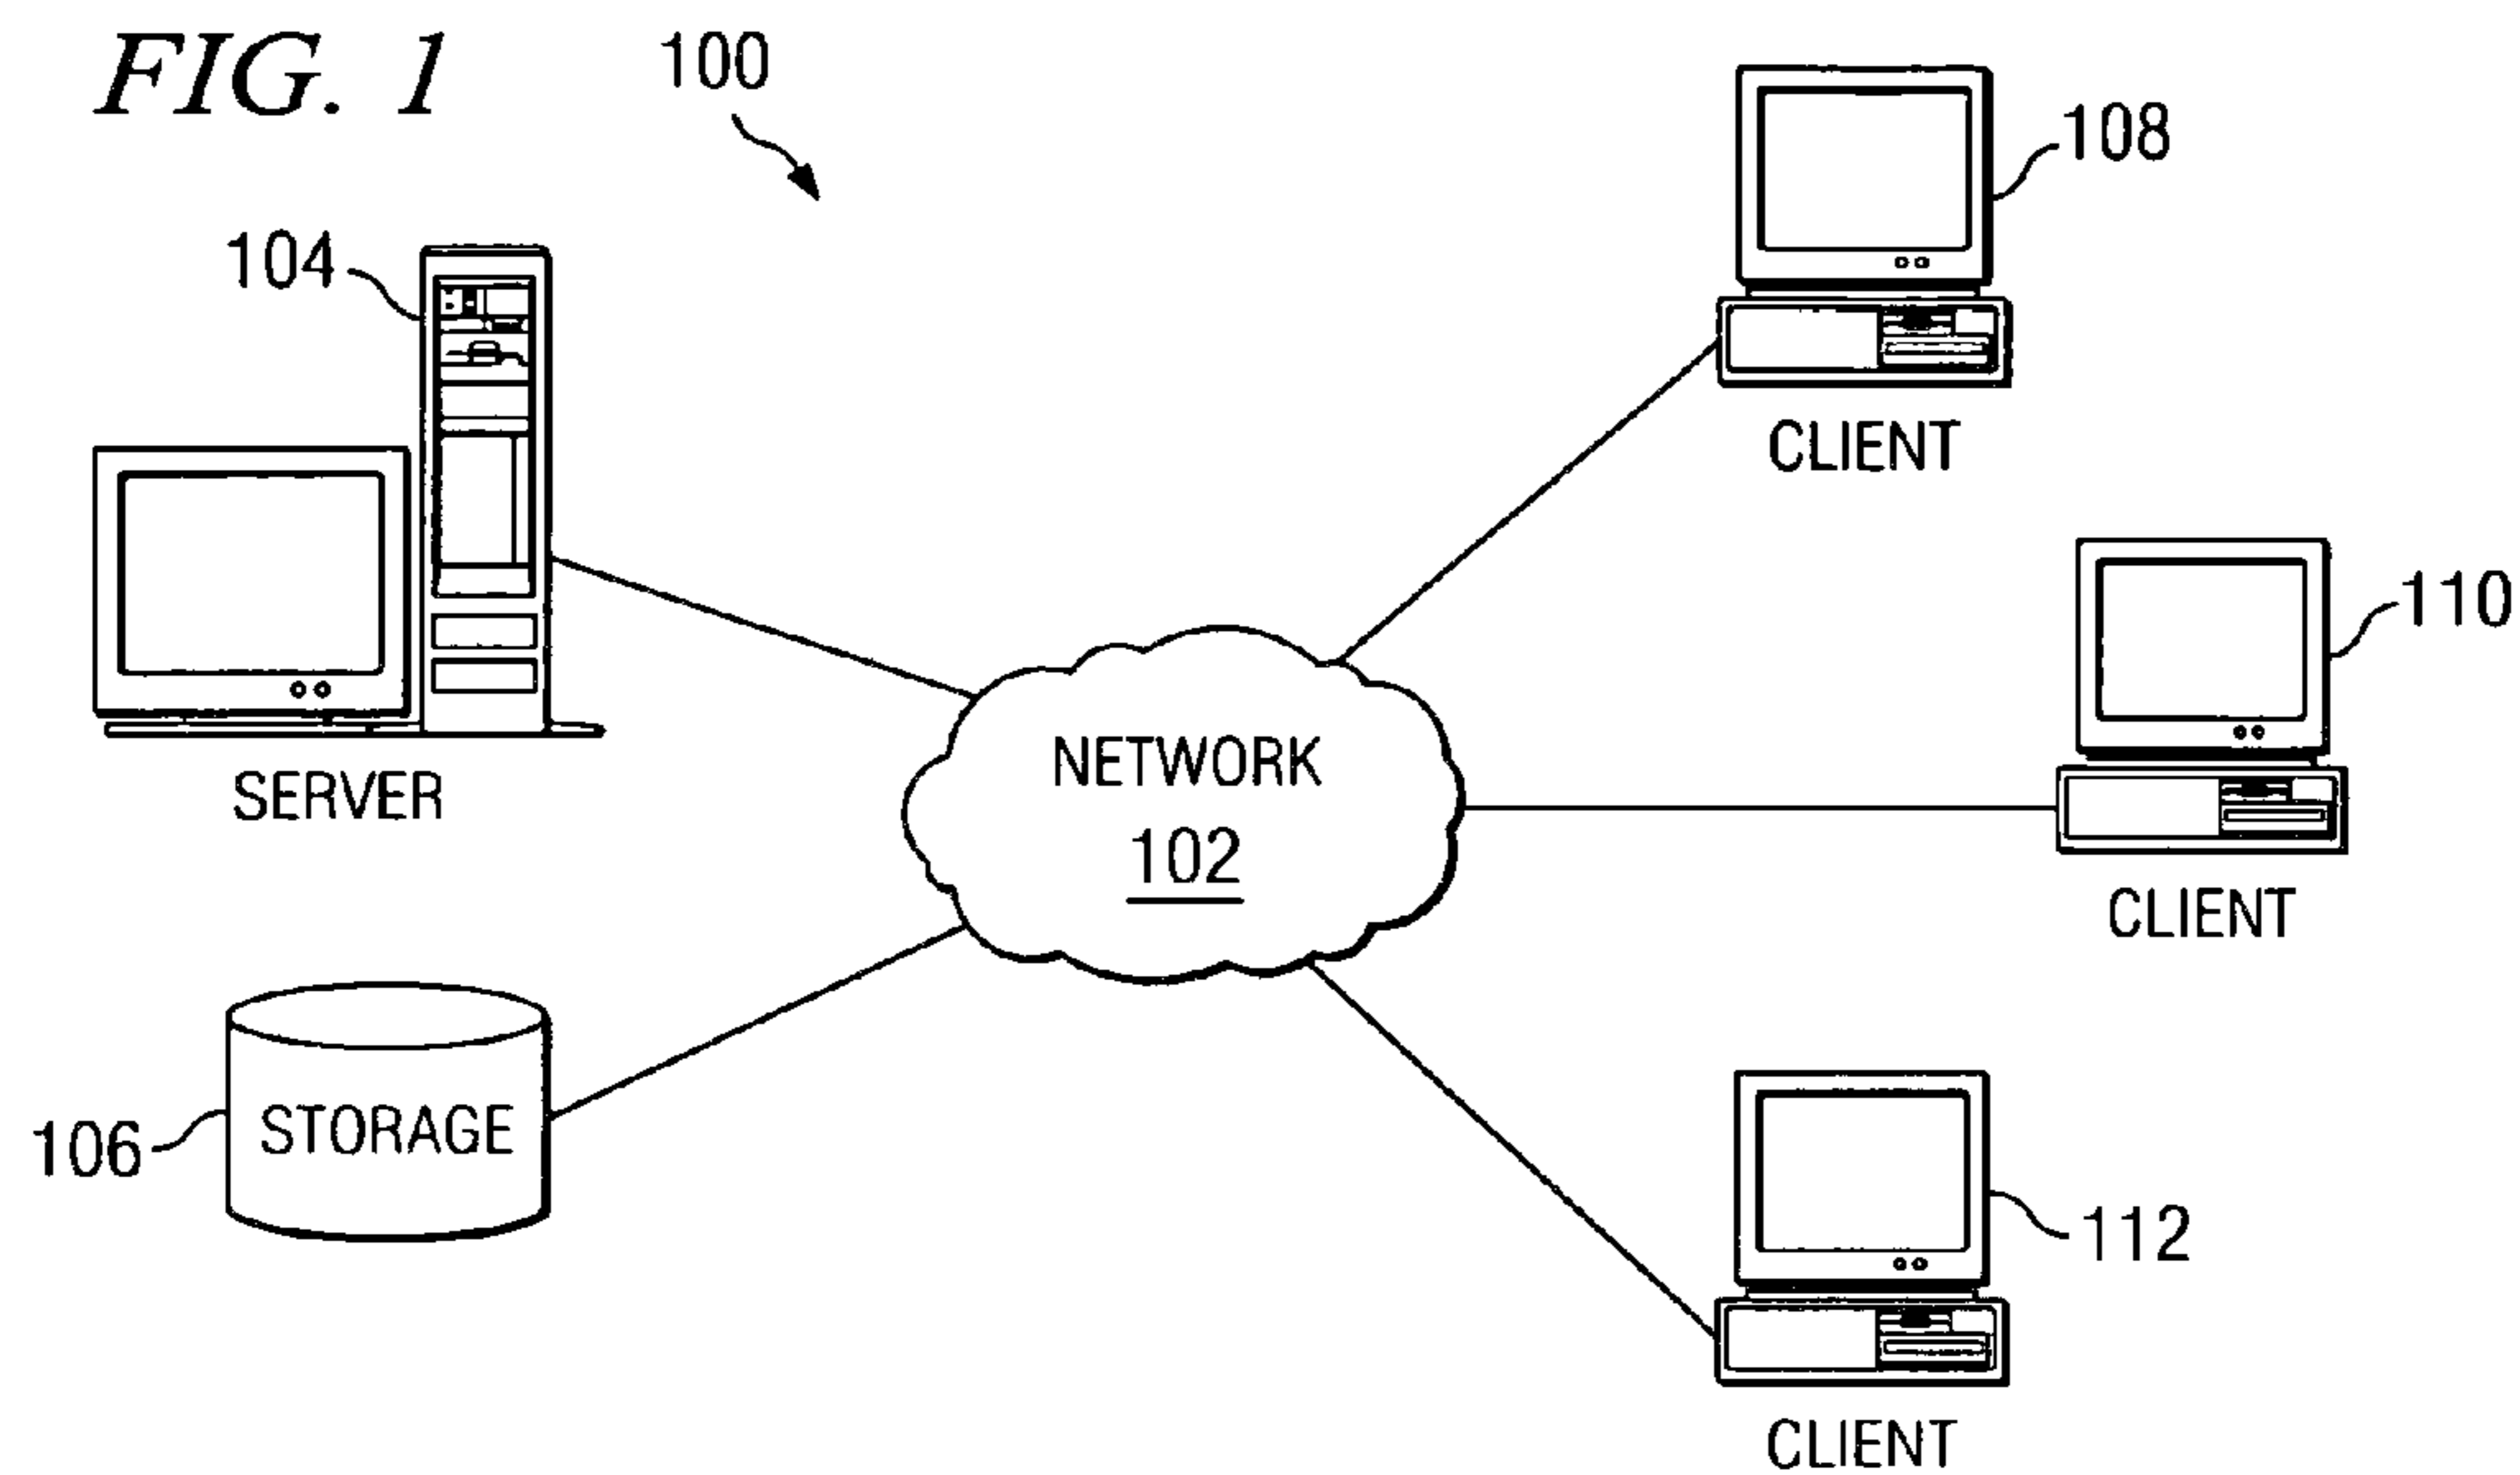 FIG. 1
100
108
104
CLIENT
110
NETWORK
102
SERVER
CLIENT
STORAGE
106
112
CLIENT